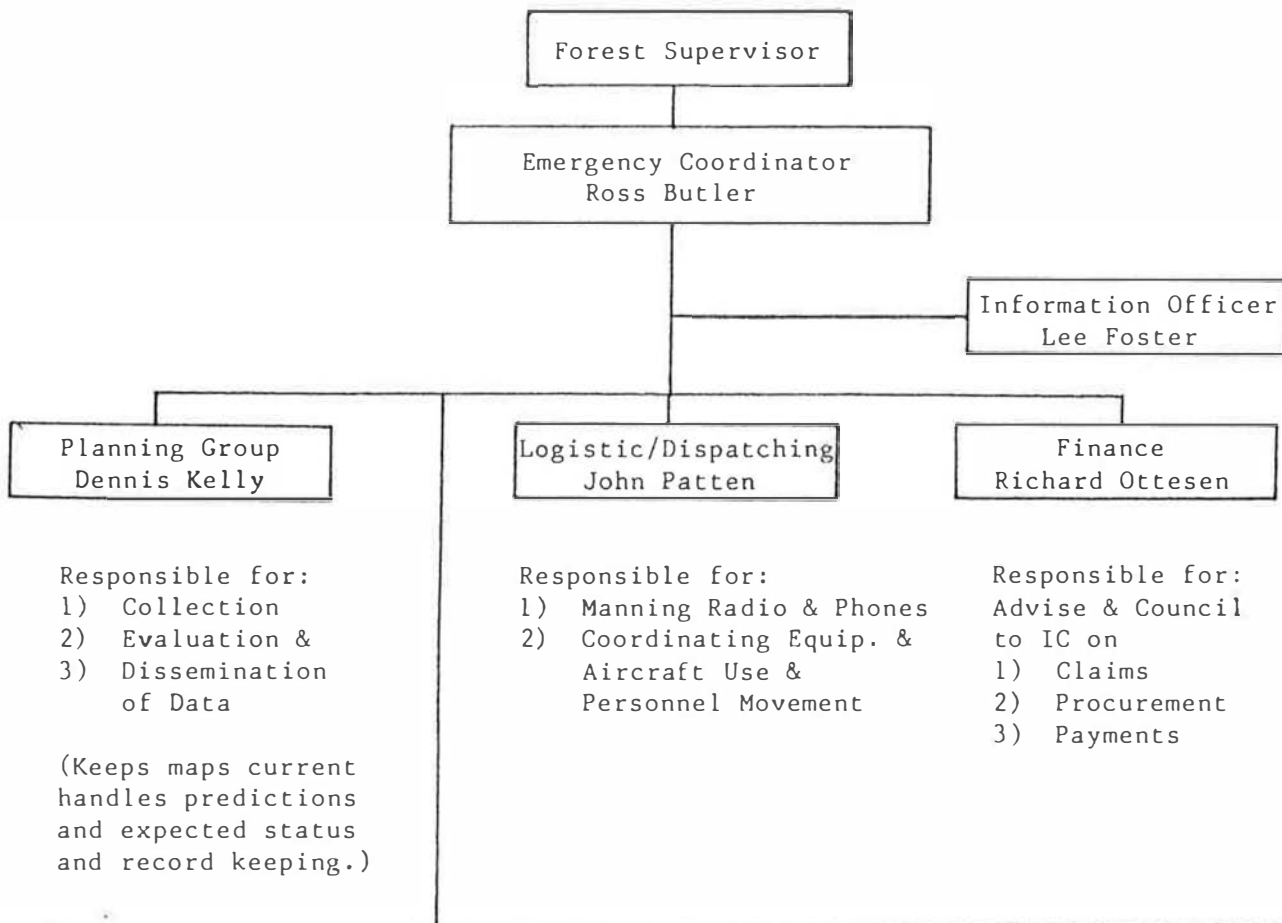 Forest Supervisor
Emergency Coordinator
Ross Butler
Information Officer
Lee Foster
Planning Group
Dennis Kelly
Logistic/Dispatching
John Patten
Finance
Richard Ottesen
Responsible for:
1) Collection
2) Evaluation &
3) Dissemination
of Data
(Keeps maps current
handles predictions
and expected status
and record keeping.)
Responsible for:
1) Manning Radio & Phones
2) Coordinating Equip. &
Aircraft Use &
Personnel Movement
Responsible for:
Advise & Council
to IC on
1) Claims
2) Procurement
3) Payments